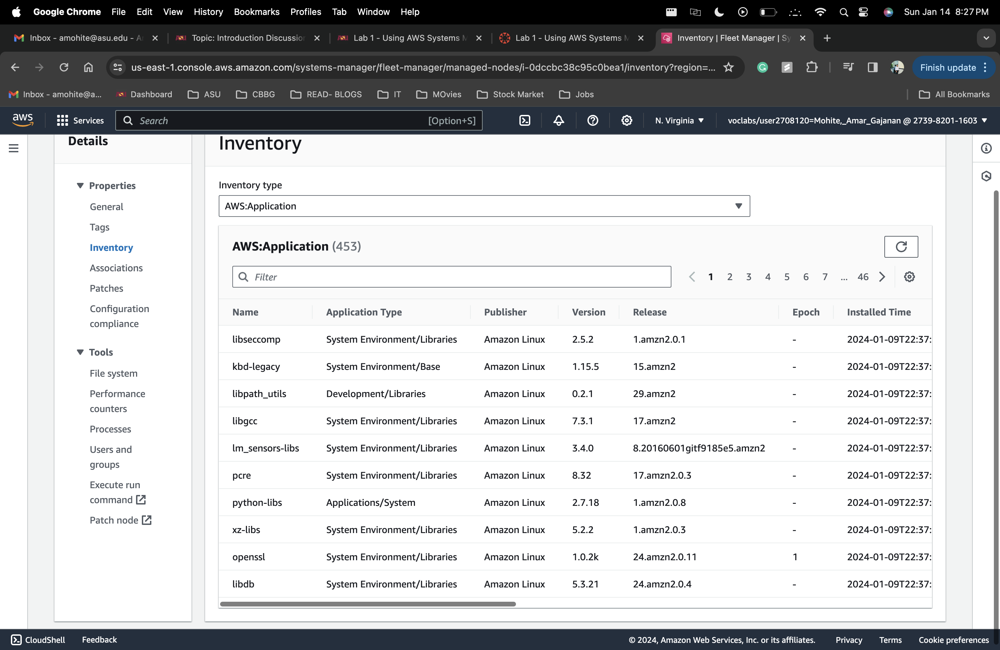 Google Chrome File Edit View History Bookmarks Profiles Tab Window Help Sun Jan 14 8:27 PM
Inbox - amohite@asu.edu - Topic: Introduction Discussion Lab 1 - Using AWS Systems Lab 1 - Using AWS Systems Inventory | Fleet Manager |
us-east-1.console.aws.amazon.com/systems-manager/fleet-manager/managed-nodes/i-0dccbc38c95c0bea1/inventory?region=... Finish update
Inbox - amohite@a... Dashboard ASU CBBG READ- BLOGS IT MOvies Stock Market Jobs All Bookmarks
aws Services Search [Option+S] N. Virginia voclabs/user2708120=Mohite,_Amar_Gajanan @ 2739-8201-1603
Details
Properties
General
Tags
Inventory
Associations
Patches
Configuration
compliance
Tools
File system
Performance
counters
Processes
Users and
groups
Execute run
command
Patch node
Inventory
Inventory type
AWS:Application
AWS:Application (453)
Filter 1 2 3 4 5 6 7 ... 46
Name Application Type Publisher Version Release Epoch Installed Time
libseccomp System Environment/Libraries Amazon Linux 2.5.2 1.amzn2.0.1 - 2024-01-09T22:37:
kbd-legacy System Environment/Base Amazon Linux 1.15.5 15.amzn2 - 2024-01-09T22:37:
libpath_utils Development/Libraries Amazon Linux 0.2.1 29.amzn2 - 2024-01-09T22:37:
libgcc System Environment/Libraries Amazon Linux 7.3.1 17.amzn2 - 2024-01-09T22:37:
lm_sensors-libs System Environment/Libraries Amazon Linux 3.4.0 8.20160601gitf9185e5.amzn2 - 2024-01-09T22:37:
pcre System Environment/Libraries Amazon Linux 8.32 17.amzn2.0.3 - 2024-01-09T22:37:
python-libs Applications/System Amazon Linux 2.7.18 1.amzn2.0.8 - 2024-01-09T22:37:
xz-libs System Environment/Libraries Amazon Linux 5.2.2 1.amzn2.0.3 - 2024-01-09T22:37:
openssl System Environment/Libraries Amazon Linux 1.0.2k 24.amzn2.0.11 1 2024-01-09T22:37:
libdb System Environment/Libraries Amazon Linux 5.3.21 24.amzn2.0.4 - 2024-01-09T22:37:
CloudShell Feedback © 2024, Amazon Web Services, Inc. or its affiliates. Privacy Terms Cookie preferences